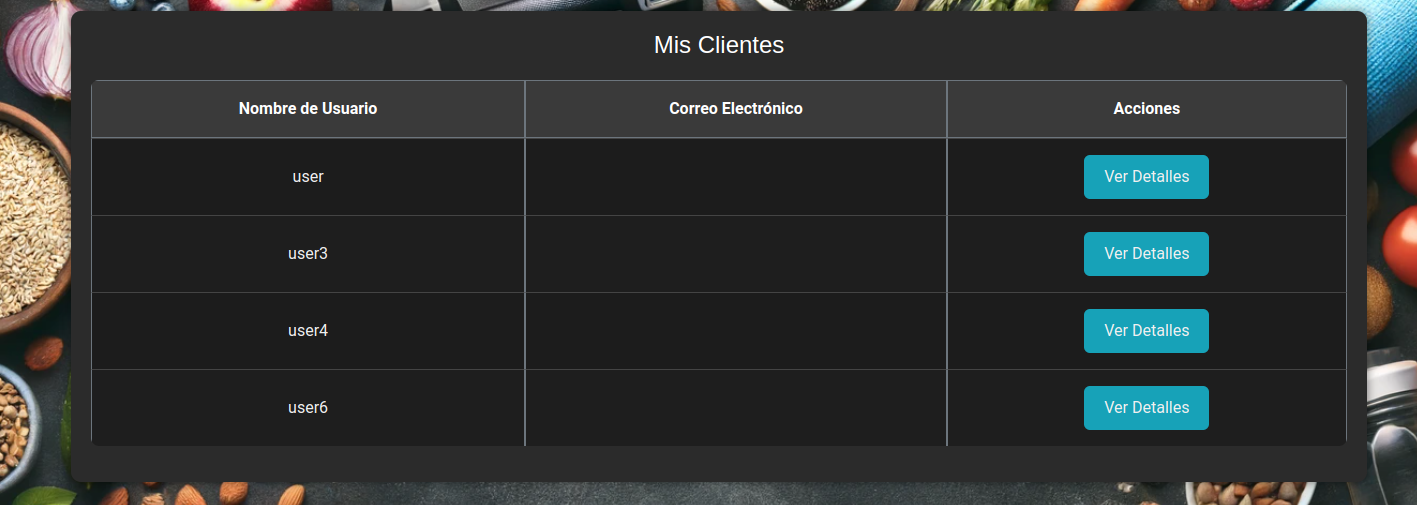 Mis Clientes
Nombre de Usuario Correo Electrónico Acciones
user Ver Detalles
user3 Ver Detalles
user4 Ver Detalles
user6 Ver Detalles